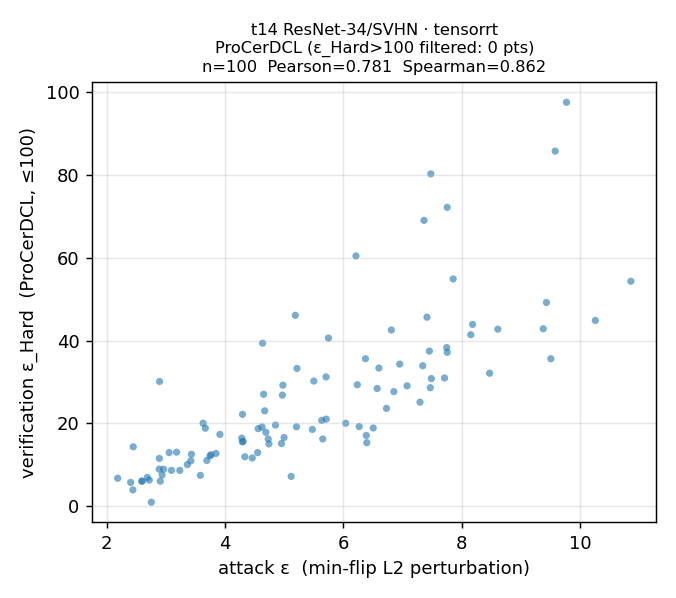 t14 ResNet-34/SVHN · tensorrt
ProCerDCL (ε_Hard>100 filtered: 0 pts)
n=100  Pearson=0.781  Spearman=0.862
verification ε_Hard  (ProCerDCL, ≤100)
100
80
60
40
20
0
2 4 6 8 10
attack ε  (min-flip L2 perturbation)